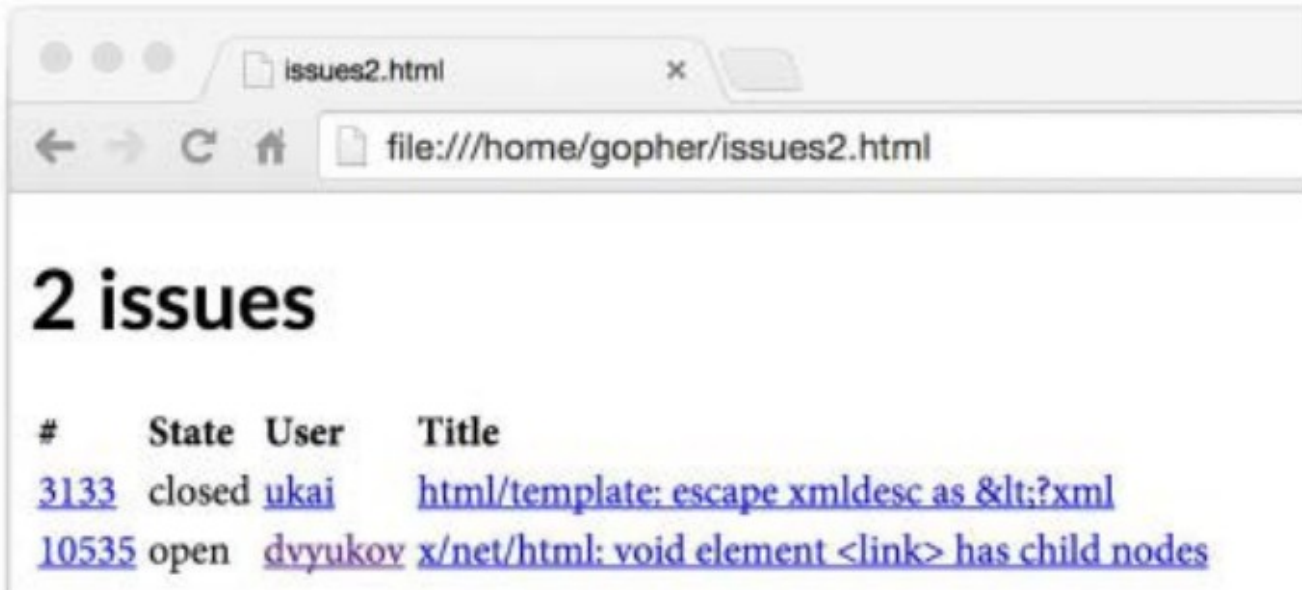 issues2.html
file:///home/gopher/issues2.html
2 issues
# State User Title
3133 closed ukai html/template: escape xmldesc as &lt;?xml
10535 open dvyukov x/net/html: void element <link> has child nodes